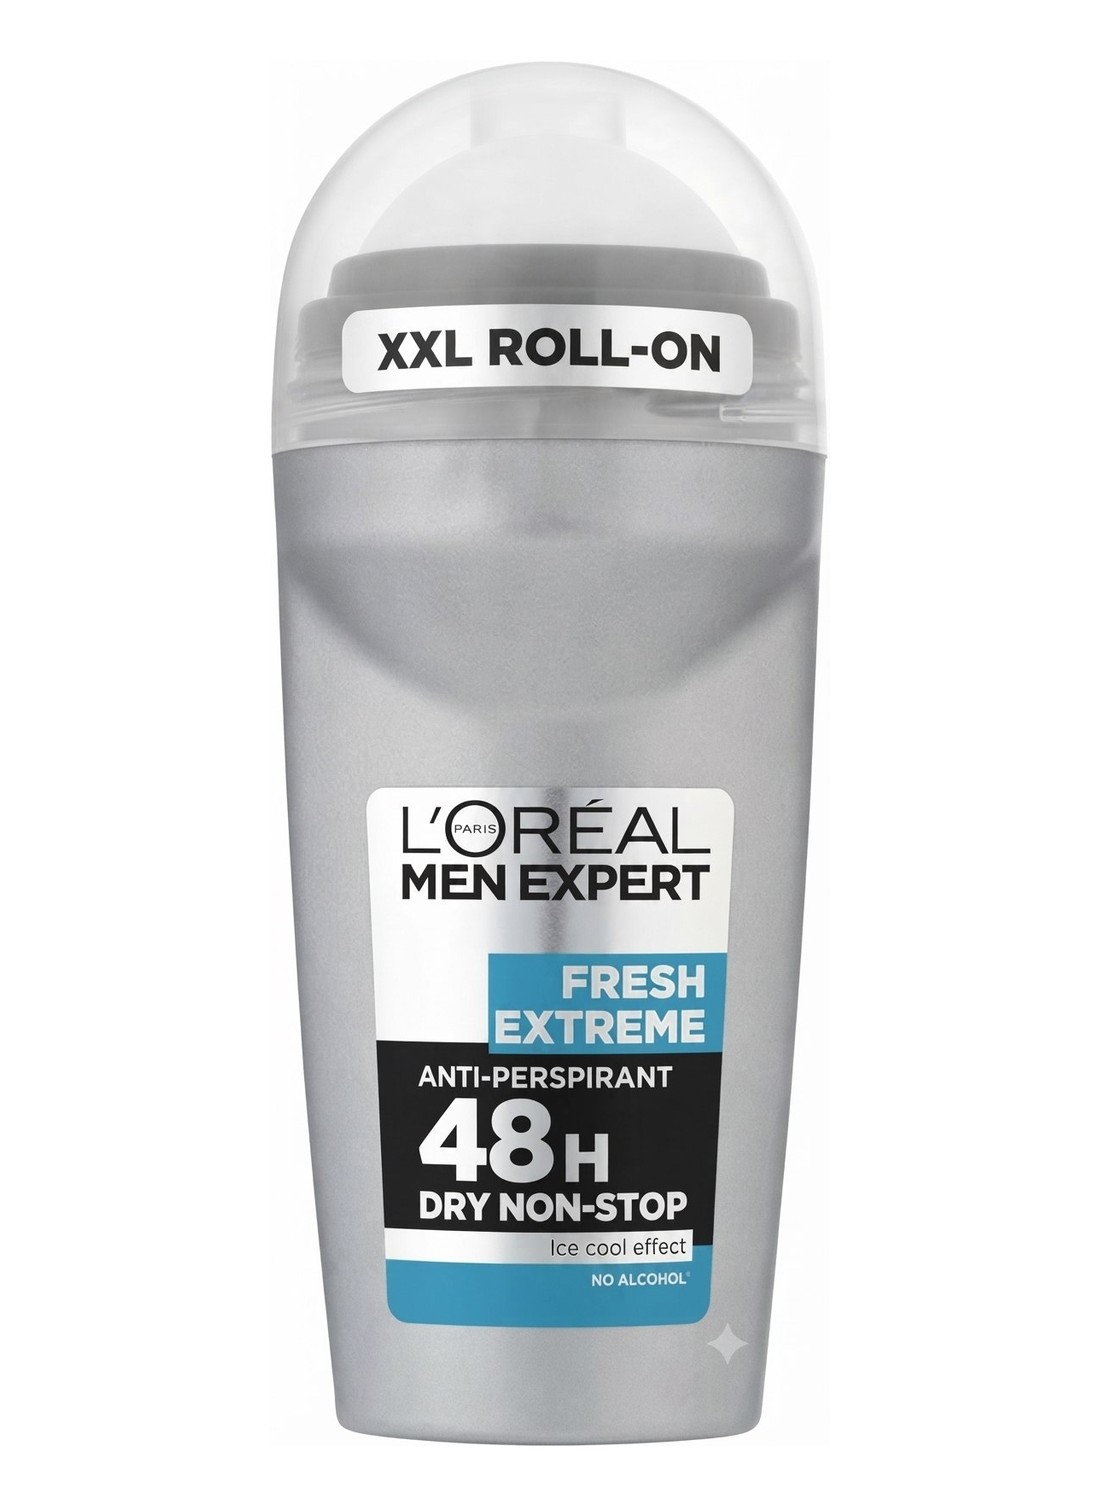 XXL ROLL-ON
L'ORÉAL
PARIS
MEN EXPERT
FRESH
EXTREME
ANTI-PERSPIRANT
48H
DRY NON-STOP
Ice cool effect
NO ALCOHOL*